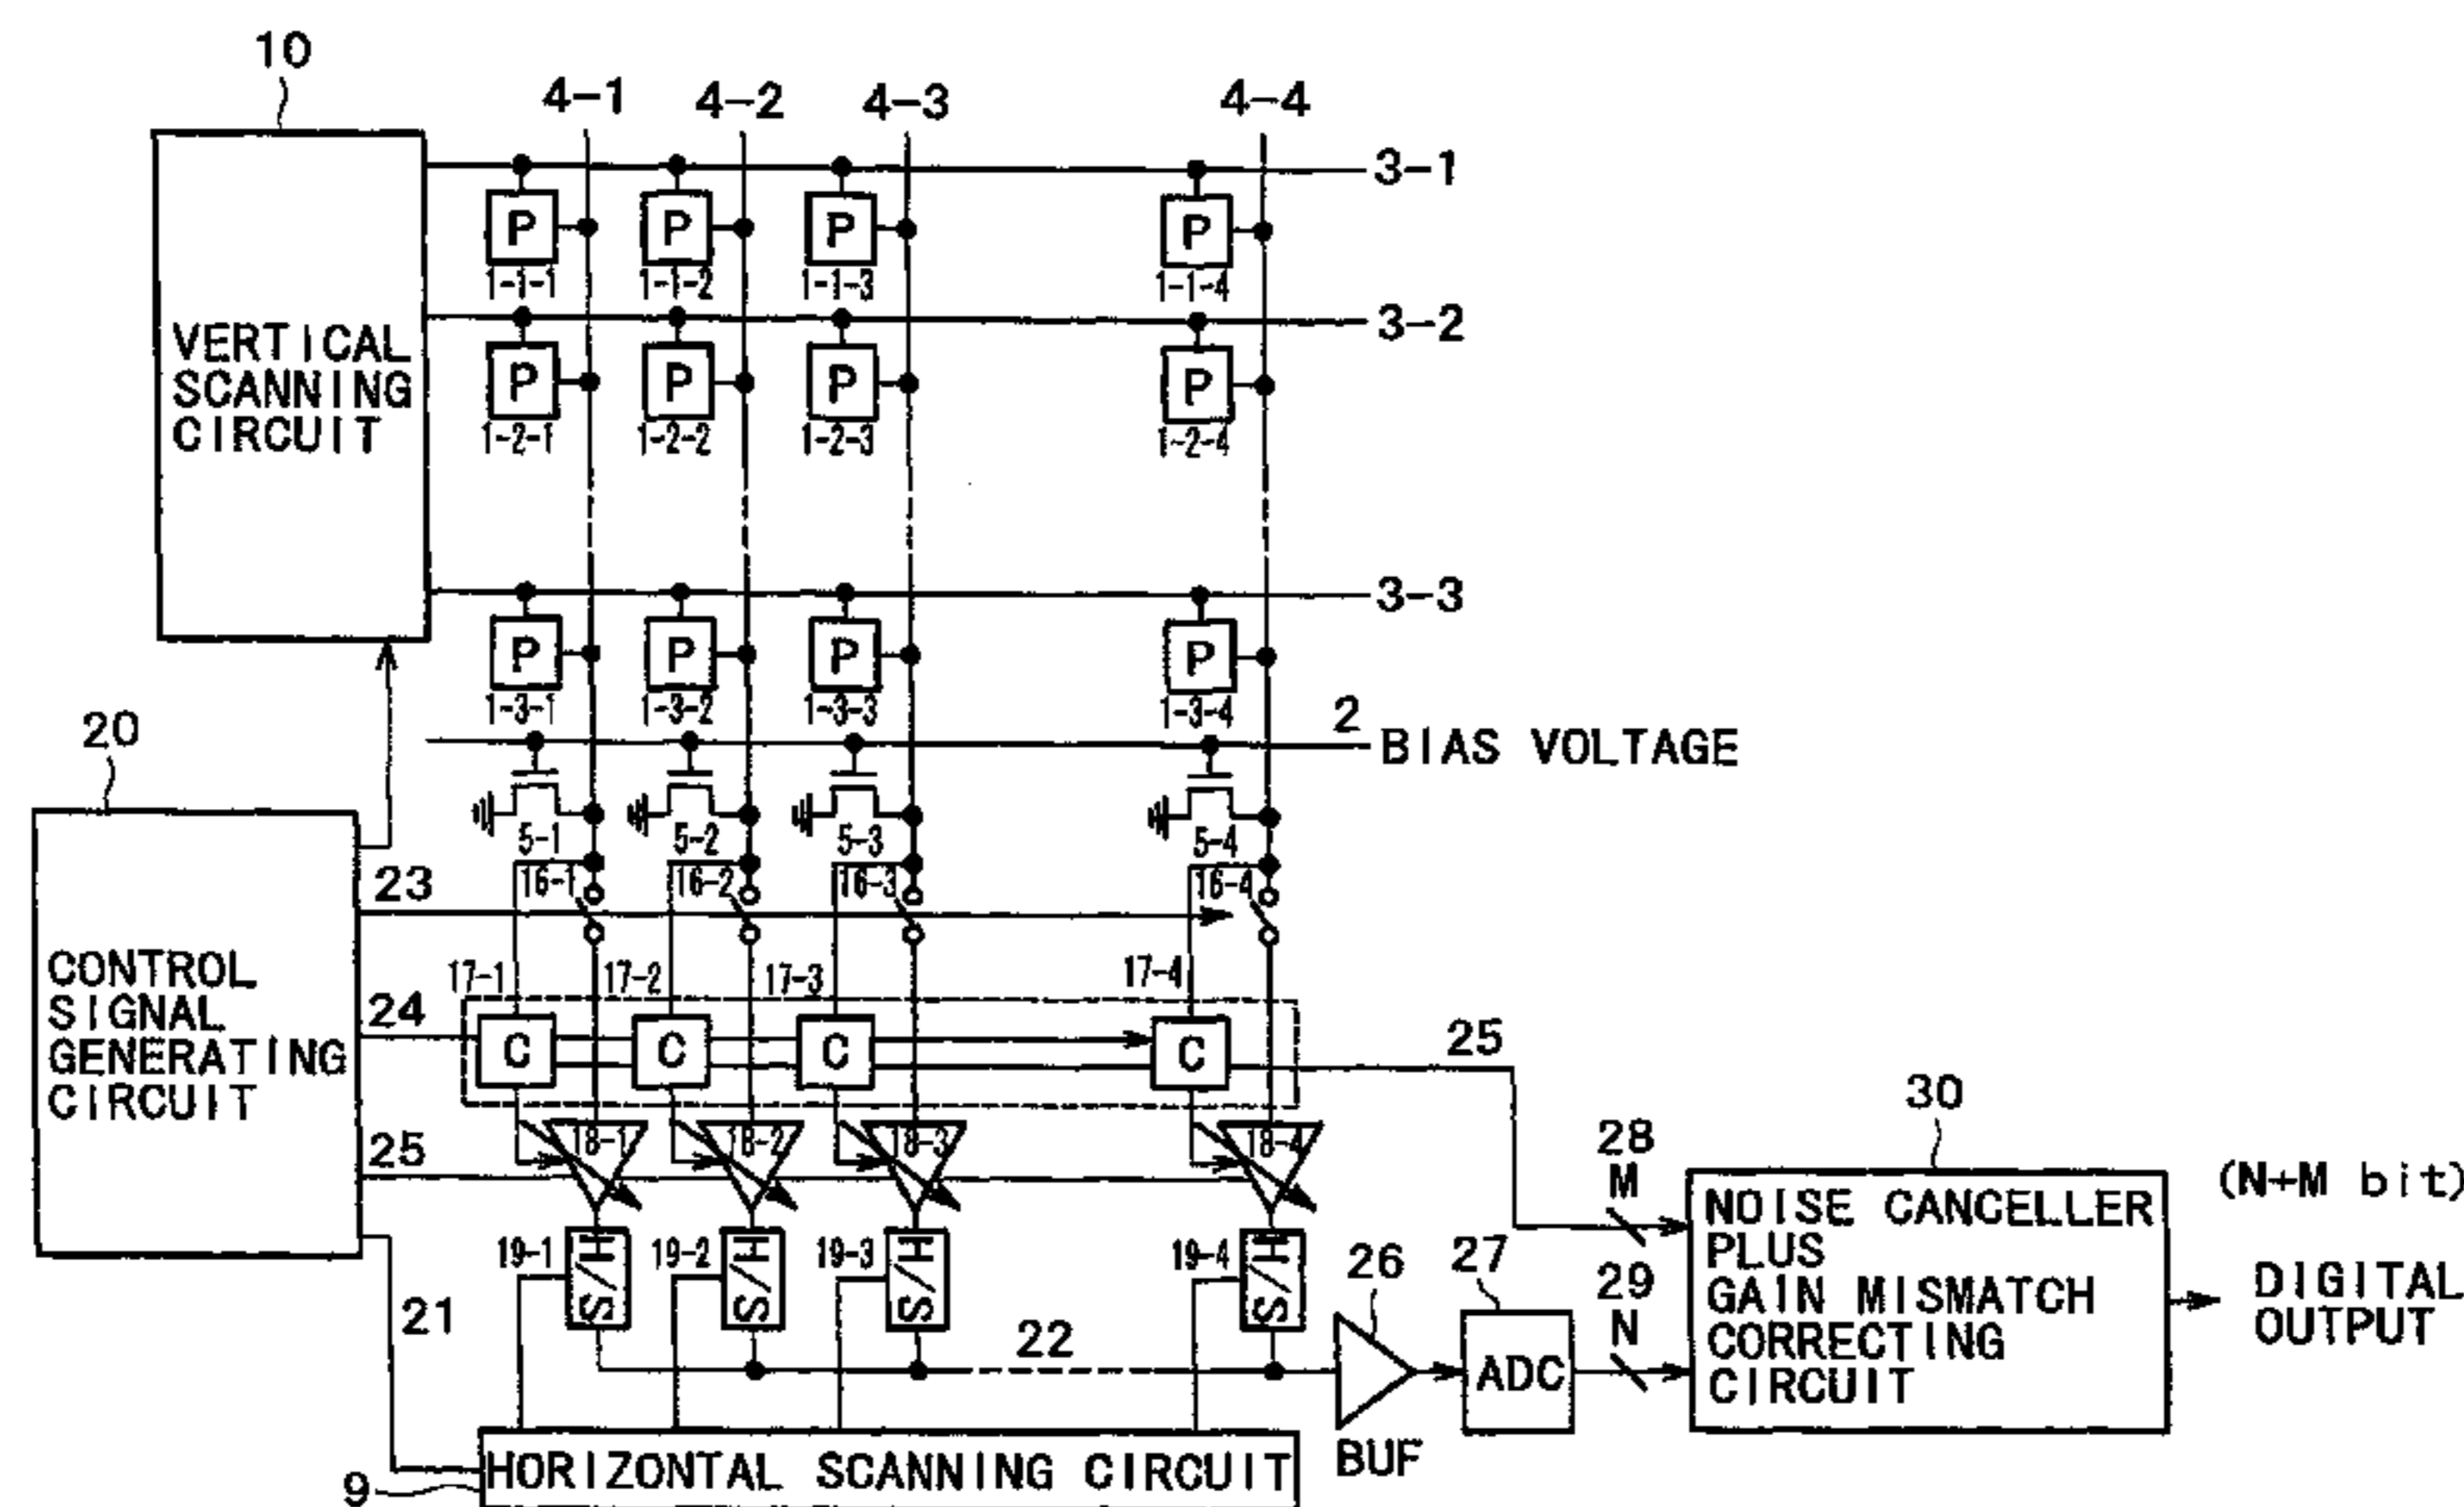 10
4-1 4-2 4-3 4-4
3-1
P P P P
1-1-1 1-1-2 1-1-3 1-1-4
3-2
VERTICAL
SCANNING
CIRCUIT
P P P P
1-2-1 1-2-2 1-2-3 1-2-4
3-3
P P P P
1-3-1 1-3-2 1-3-3 1-3-4
2
BIAS VOLTAGE
20
5-1 5-2 5-3 5-4
16-1 16-2 16-3 16-4
23
CONTROL
SIGNAL
GENERATING
CIRCUIT
17-1 17-2 17-3 17-4
24
C C C C
25
25
18-1 18-2 18-3 18-4
28
M
30
NOISE CANCELLER
PLUS
GAIN MISMATCH
CORRECTING
CIRCUIT
(N+M bit)
DIGITAL
OUTPUT
19-1 19-2 19-3 19-4
S/H S/H S/H S/H
21
22
26
27
29
N
ADC
BUF
9
HORIZONTAL SCANNING CIRCUIT